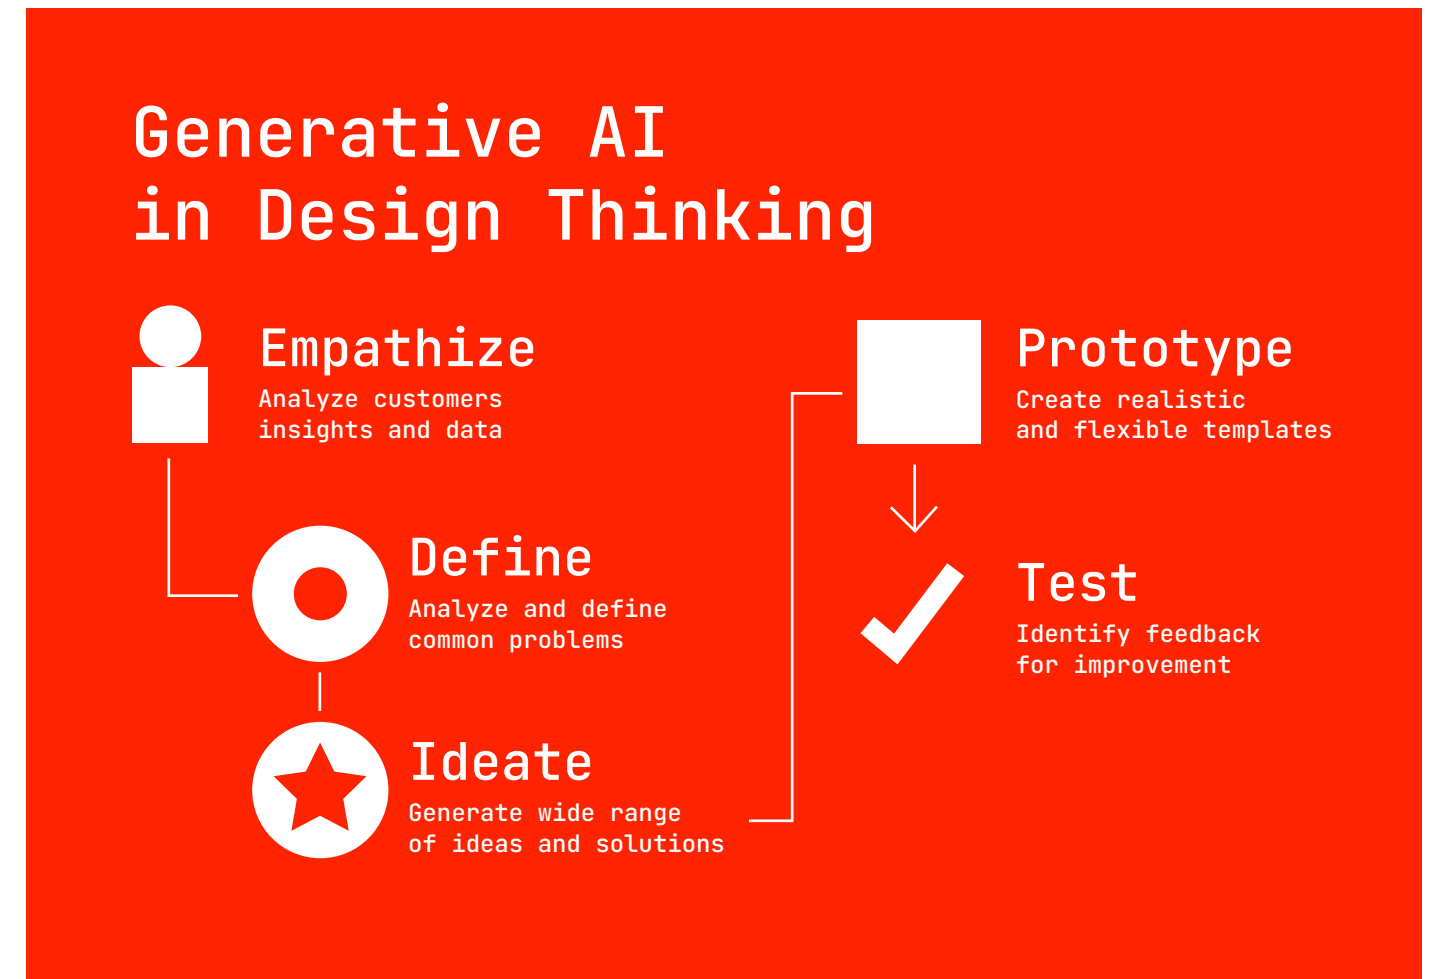 Generative AI
in Design Thinking
Empathize
Analyze customers
insights and data
Define
Analyze and define
common problems
Ideate
Generate wide range
of ideas and solutions
Prototype
Create realistic
and flexible templates
Test
Identify feedback
for improvement